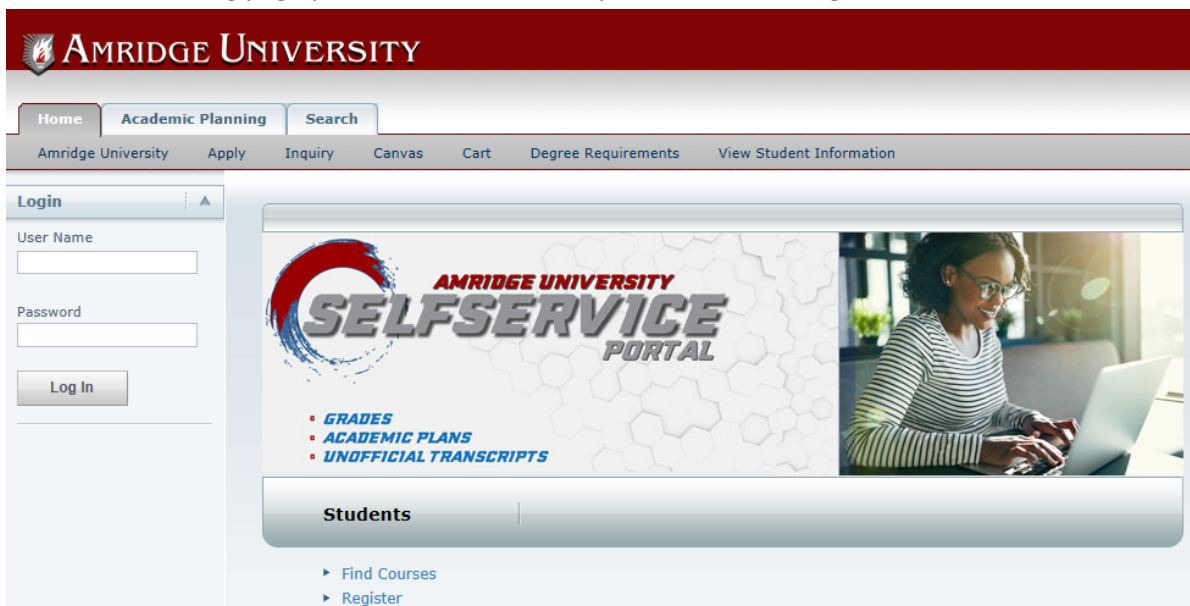 AMRIDGE UNIVERSITY
Home Academic Planning Search
Amridge University Apply Inquiry Canvas Cart Degree Requirements View Student Information
Login
User Name
Password
Log In
AMRIDGE UNIVERSITY
SELFSERVICE
PORTAL
GRADES
ACADEMIC PLANS
UNOFFICIAL TRANSCRIPTS
Students
Find Courses
Register